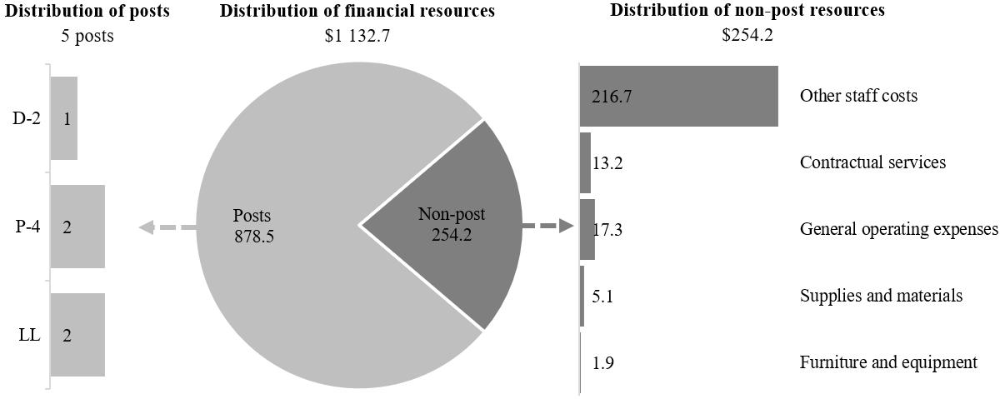 Distribution of posts
5 posts
D-2
1
P-4
2
LL
2
Distribution of financial resources
$1 132.7
Posts
878.5
Non-post
254.2
Distribution of non-post resources
$254.2
216.7 Other staff costs
13.2 Contractual services
17.3 General operating expenses
5.1 Supplies and materials
1.9 Furniture and equipment